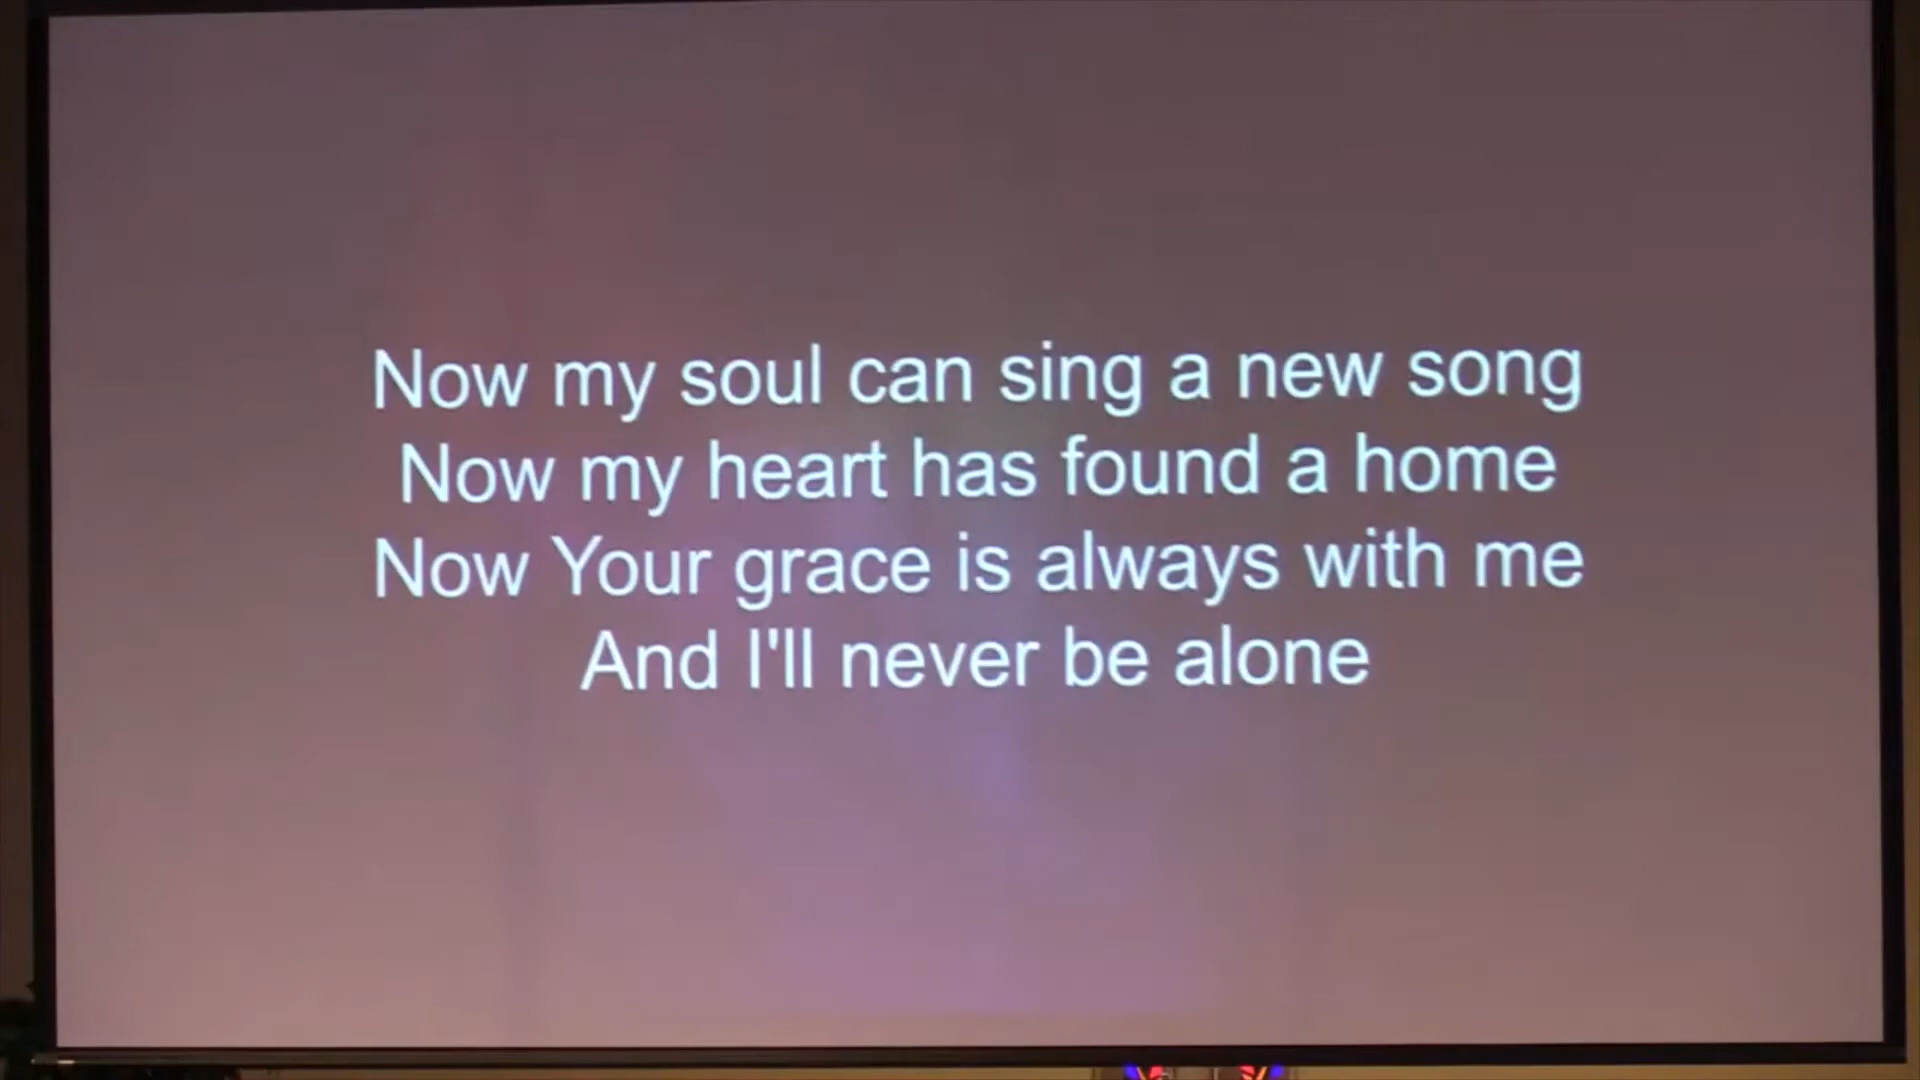 Now my soul can sing a new song
Now my heart has found a home
Now Your grace is always with me
And I'll never be alone